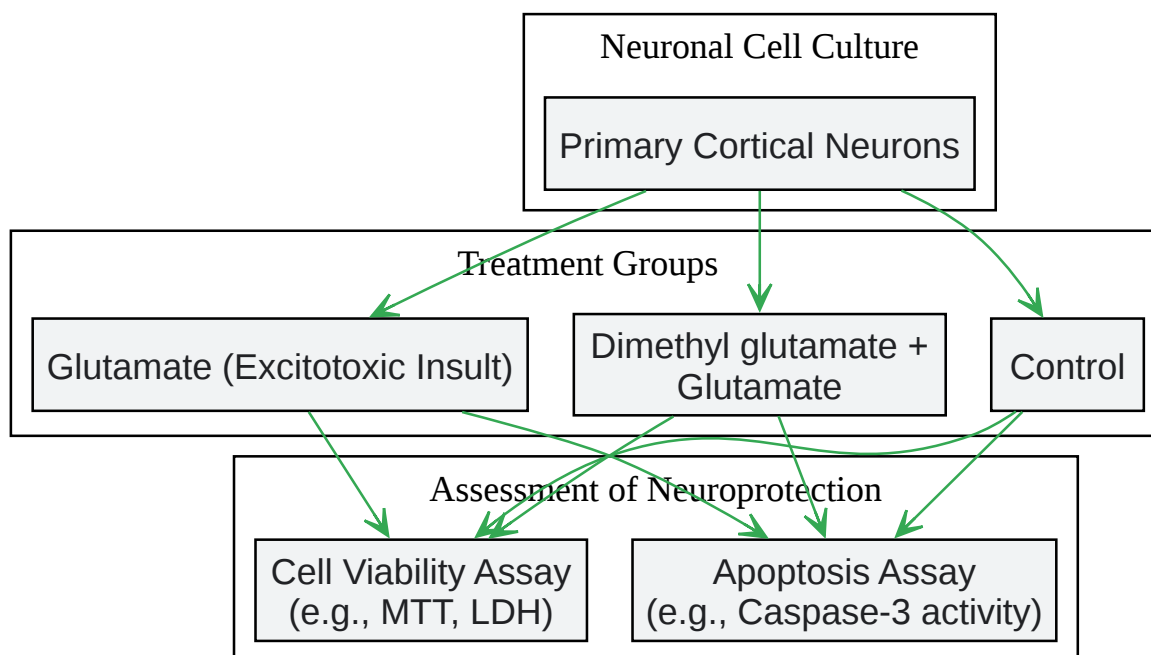 Neuronal Cell Culture
Primary Cortical Neurons
Treatment Groups
Glutamate (Excitotoxic Insult)
Dimethyl glutamate +
Glutamate
Control
Assessment of Neuroprotection
Cell Viability Assay
(e.g., MTT, LDH)
Apoptosis Assay
(e.g., Caspase-3 activity)